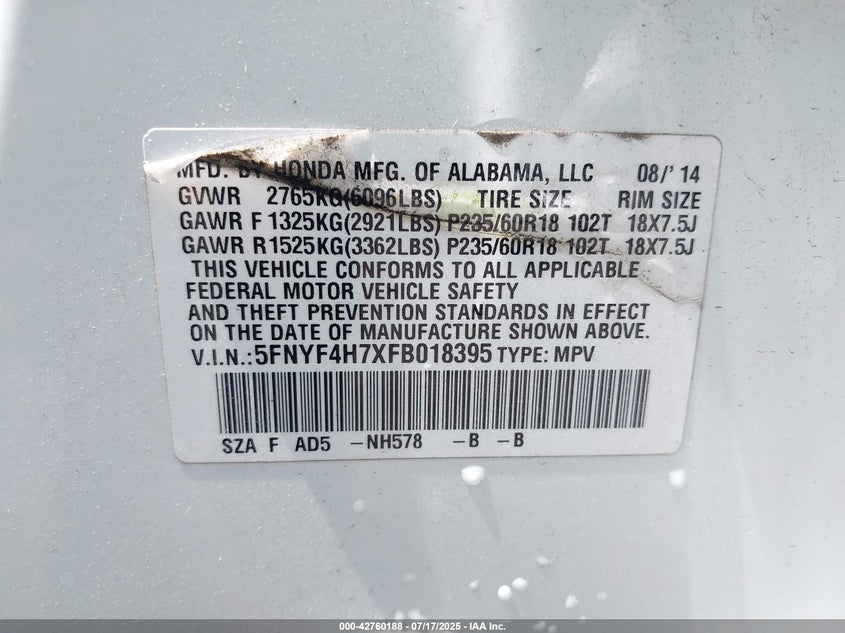 MFD. BY HONDA MFG. OF ALABAMA, LLC 08/'14
GVWR 2765KG(6096LBS) TIRE SIZE RIM SIZE
GAWR F 1325KG(2921LBS) P235/60R18 102T 18X7.5J
GAWR R1525KG(3362LBS) P235/60R18 102T 18X7.5J
THIS VEHICLE CONFORMS TO ALL APPLICABLE
FEDERAL MOTOR VEHICLE SAFETY
AND THEFT PREVENTION STANDARDS IN EFFECT
ON THE DATE OF MANUFACTURE SHOWN ABOVE.
V.I.N.:5FNYF4H7XFB018395 TYPE: MPV
SZA F AD5 -NH578 -B -B
000-42760188 - 07/17/2025 - IAA Inc.